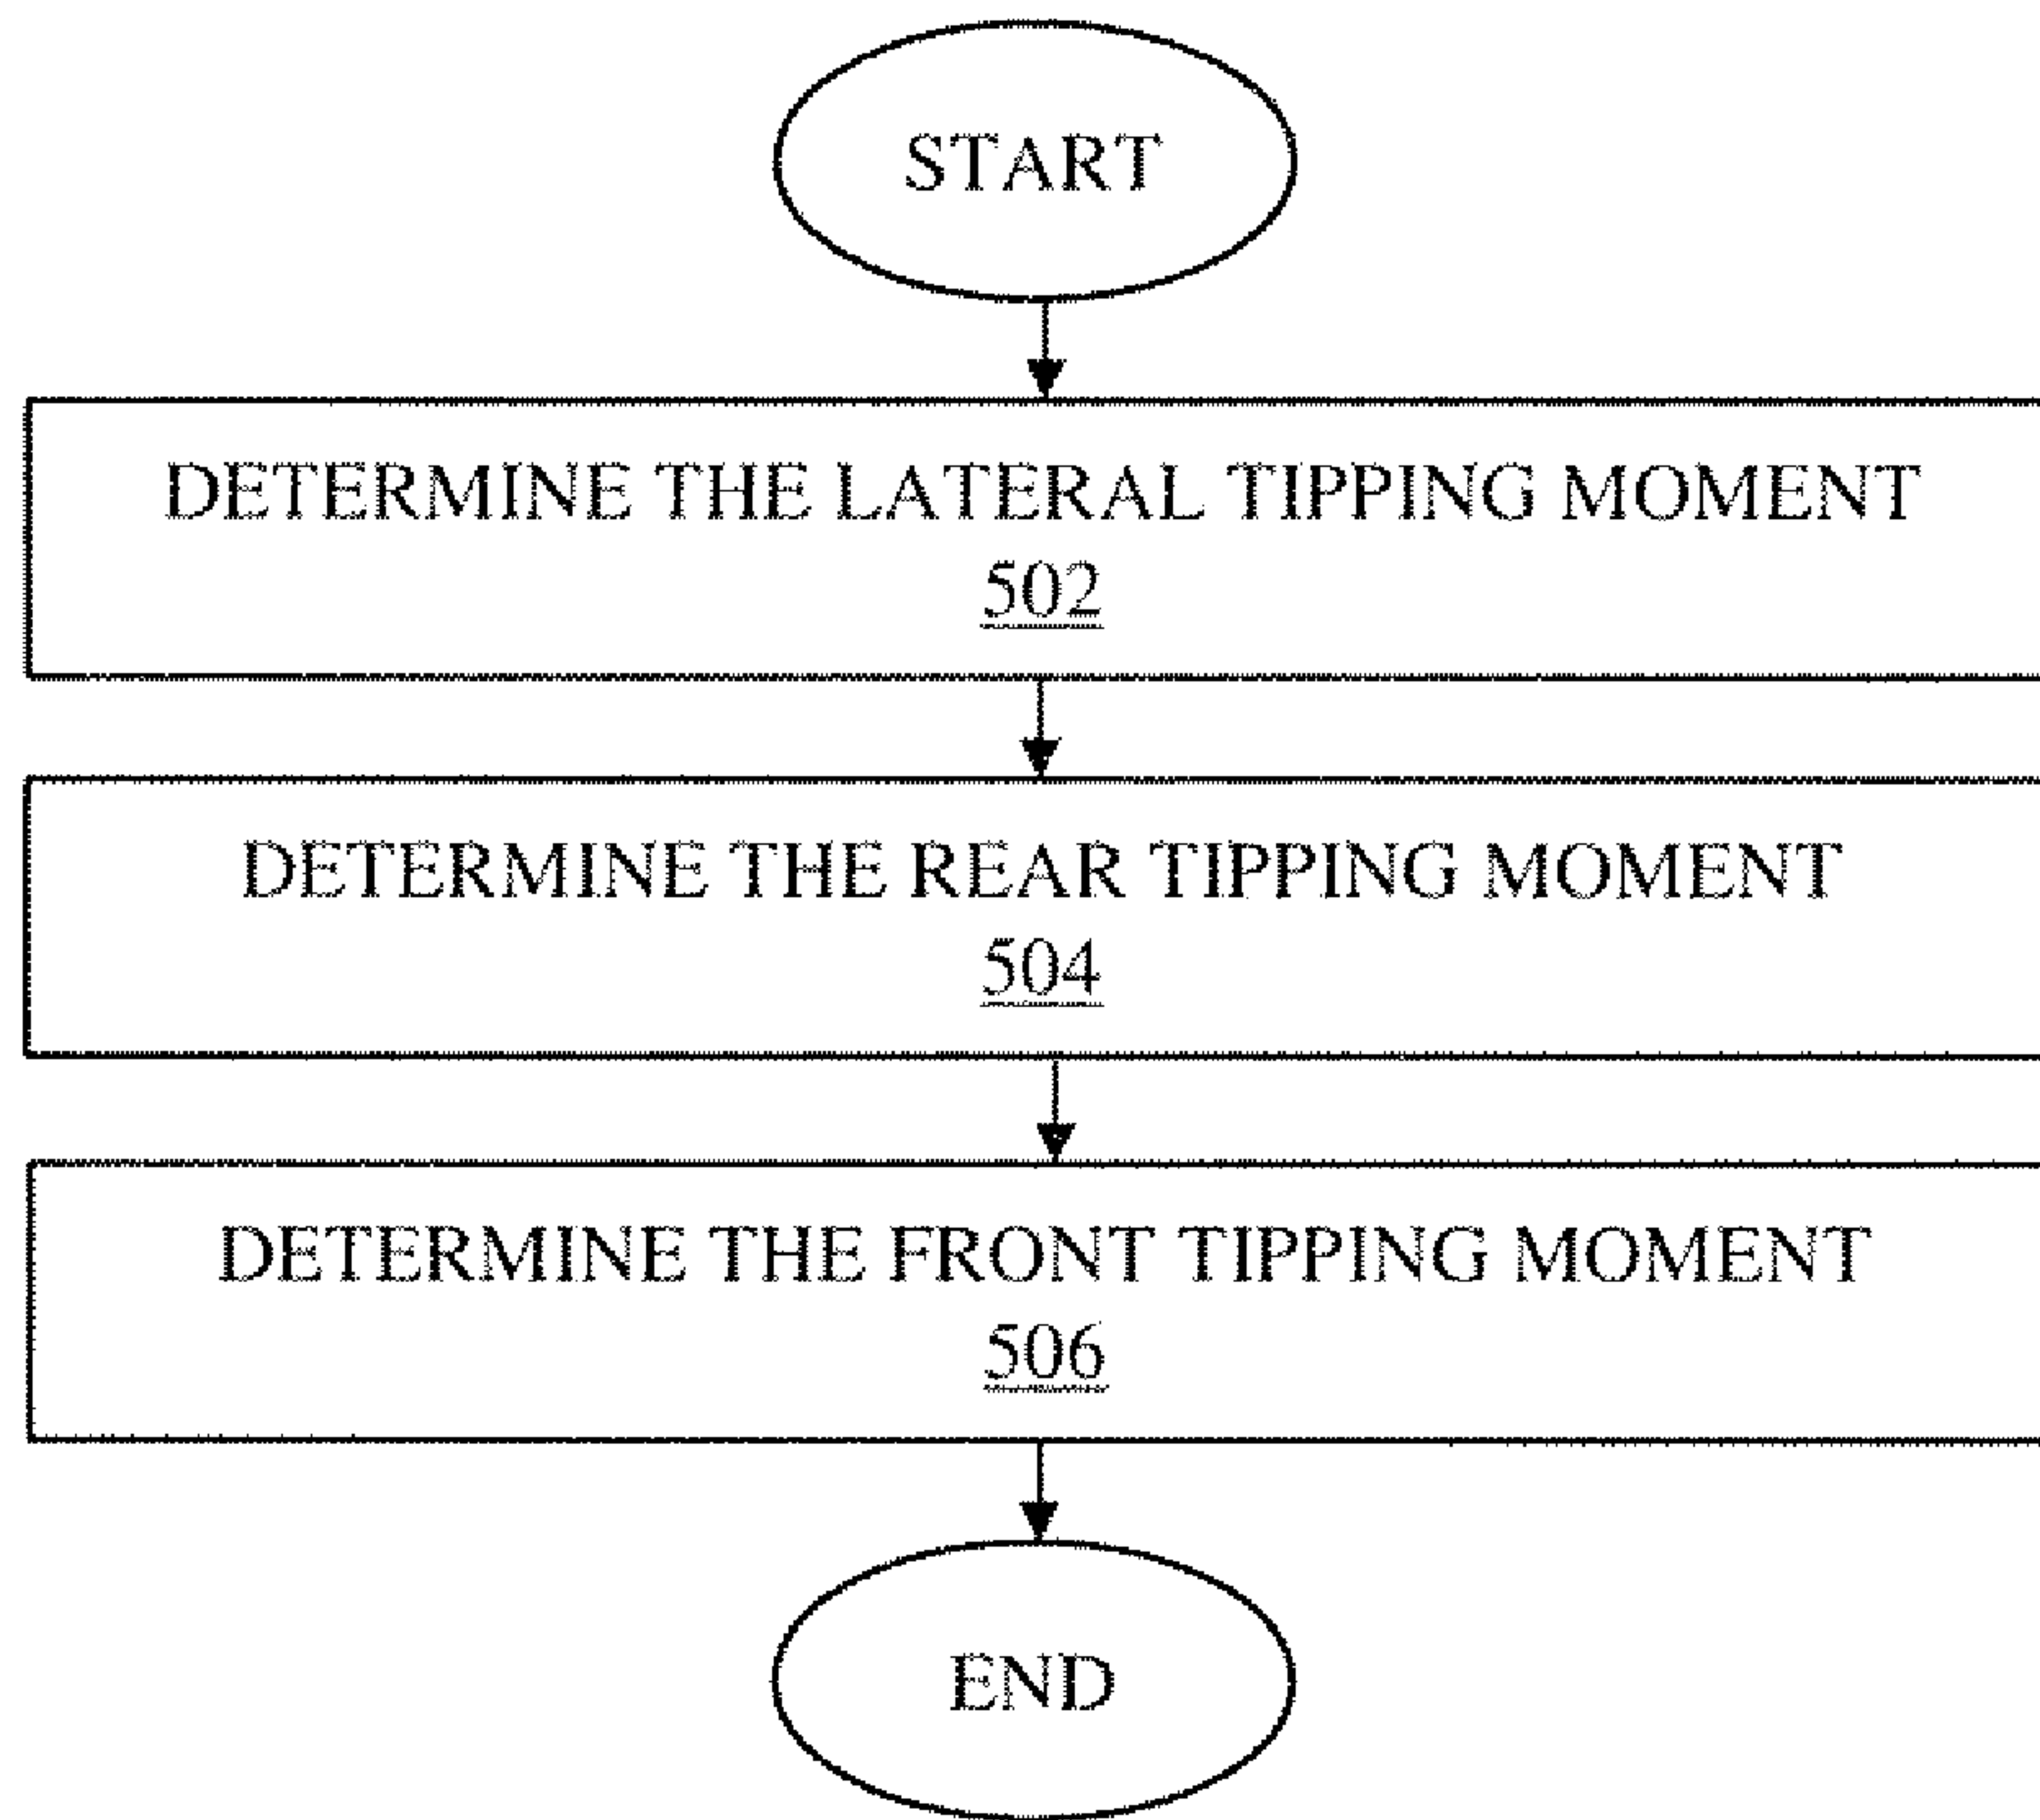 START
DETERMINE THE LATERAL TIPPING MOMENT
502
DETERMINE THE REAR TIPPING MOMENT
504
DETERMINE THE FRONT TIPPING MOMENT
506
END